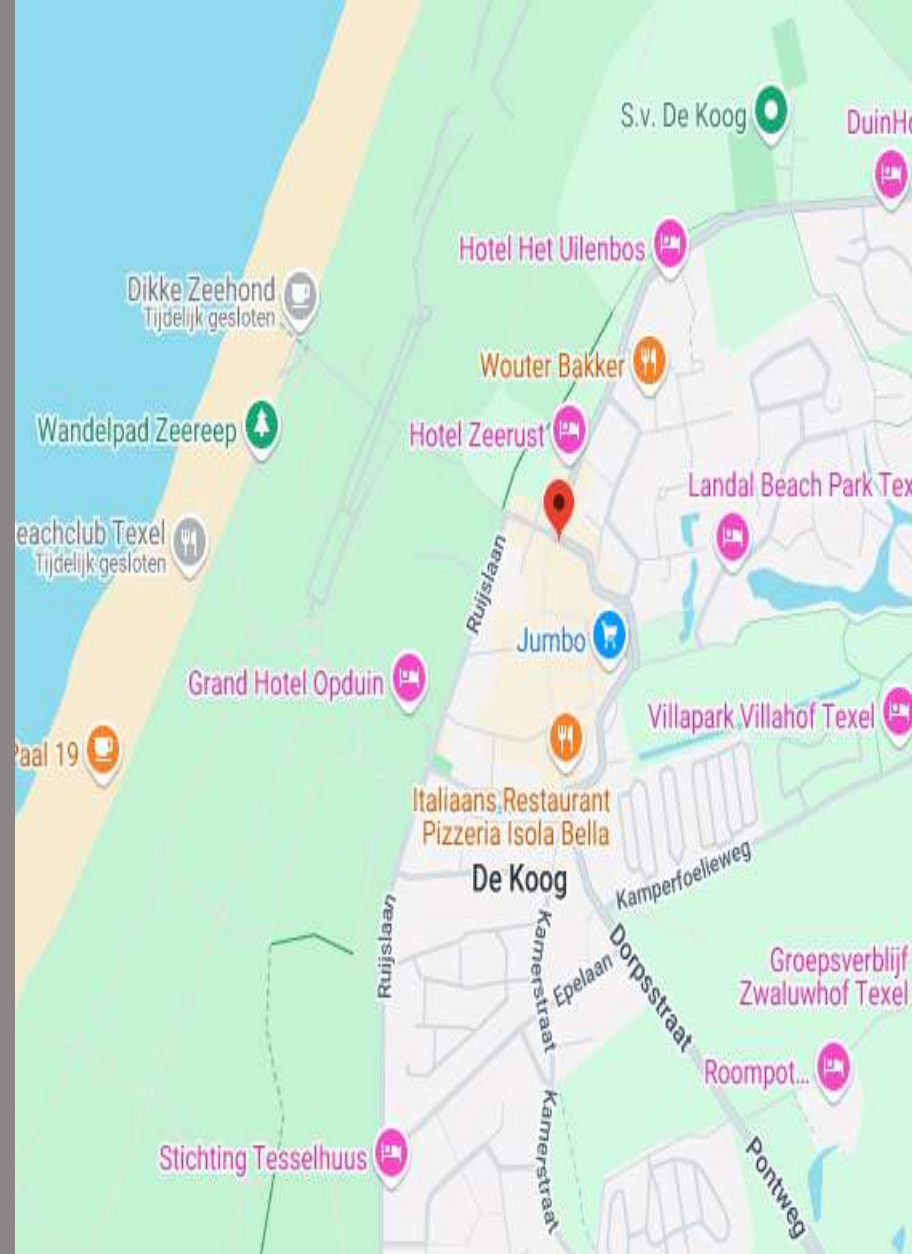 S.v. De Koog
DuinHo
Hotel Het Uilenbos
Dikke Zeehond
Tijdelijk gesloten
Wouter Bakker
Wandelpad Zeereep
Hotel Zeerust
Landal Beach Park Tex
eachclub Texel
Tijdelijk gesloten
Ruijslaan
Jumbo
Grand Hotel Opduin
Villapark Villahof Texel
Paal 19
Italiaans Restaurant
Pizzeria Isola Bella
De Koog
Kamperfoelieweg
Ruijslaan
Kamerstraat
Epelaan
Dorpsstraat
Groepsverblijf
Zwaluwhof Texel
Roompot...
Kamerstraat
Stichting Tesselhuus
Pontweg